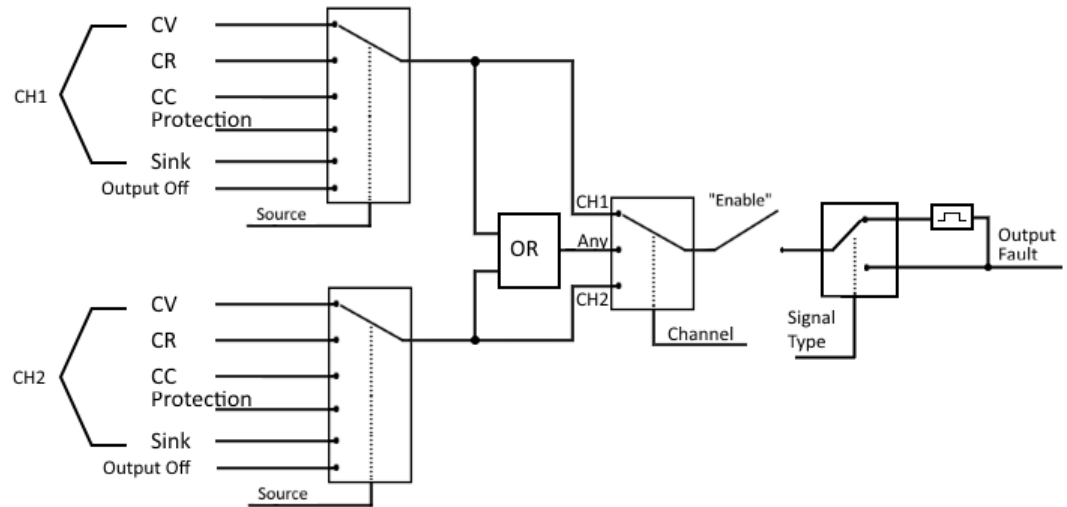 CV
CR
CH1
CC
Protection
Sink
Output Off
Source
CH1
"Enable"
OR
Any
Output
Fault
CH2
CV
Signal
Type
CR
Channel
CH2
CC
Protection
Sink
Output Off
Source